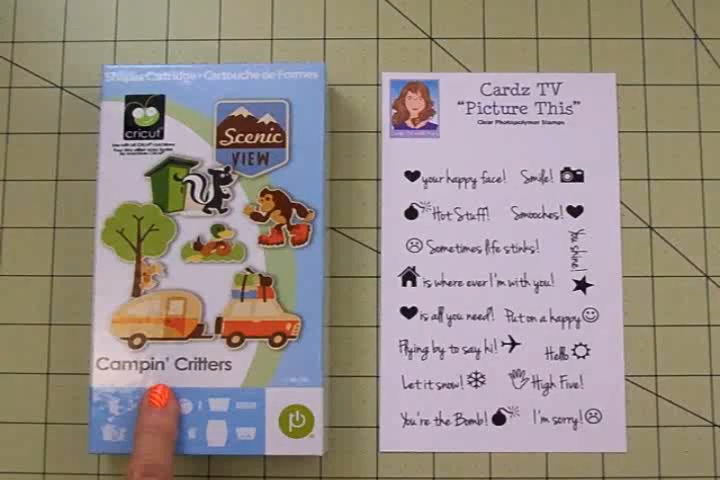 Shapes Cartridge • Cartouche de Formes
cricut
Scenic
VIEW
Campin' Critters
Cardz TV
"Picture This"
Clear Photopolymer Stamps
your happy face!
Smile!
Hot Stuff!
Smooches!
You shine!
Sometimes life stinks!
is where ever I'm with you!
is all you need!
Put on a happy
Flying by to say hi!
Hello
Let it snow!
High Five!
You're the Bomb!
I'm sorry!